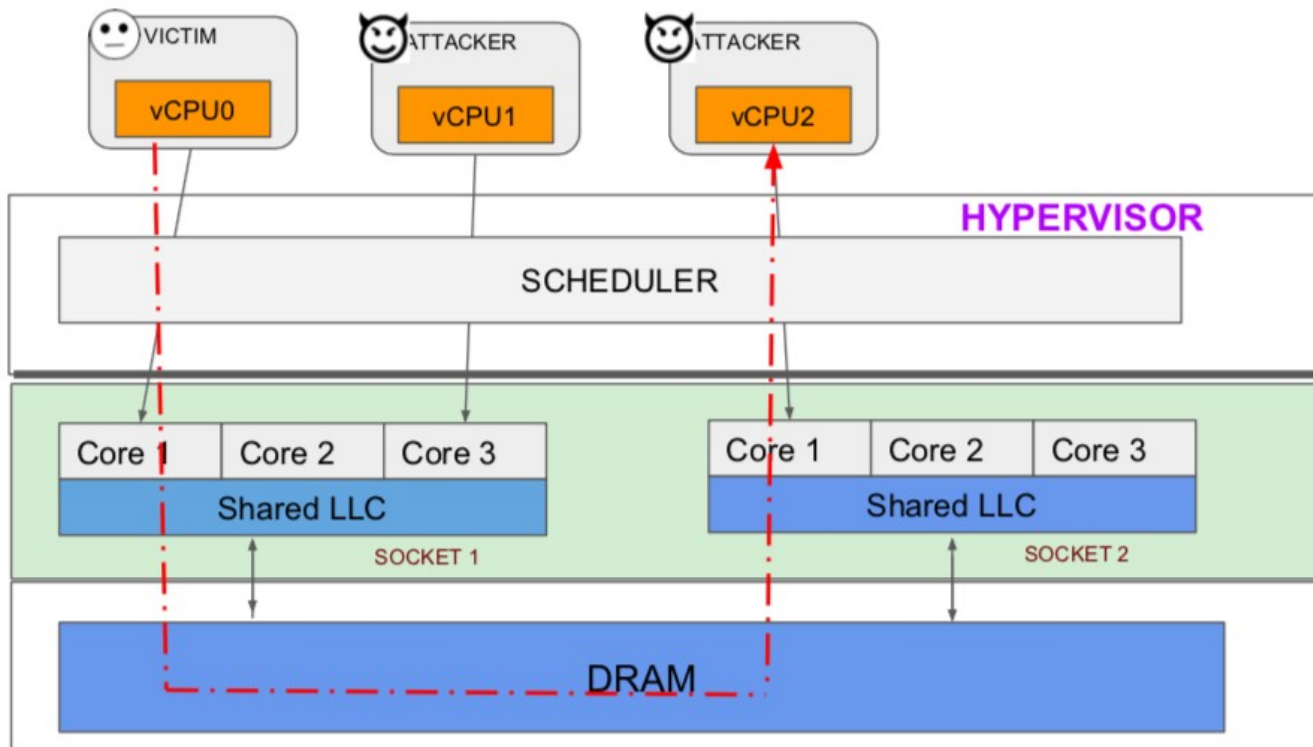 VICTIM
ATTACKER
ATTACKER
vCPU0
vCPU1
vCPU2
HYPERVISOR
SCHEDULER
Core 1
Core 2
Core 3
Core 1
Core 2
Core 3
Shared LLC
Shared LLC
SOCKET 1
SOCKET 2
DRAM